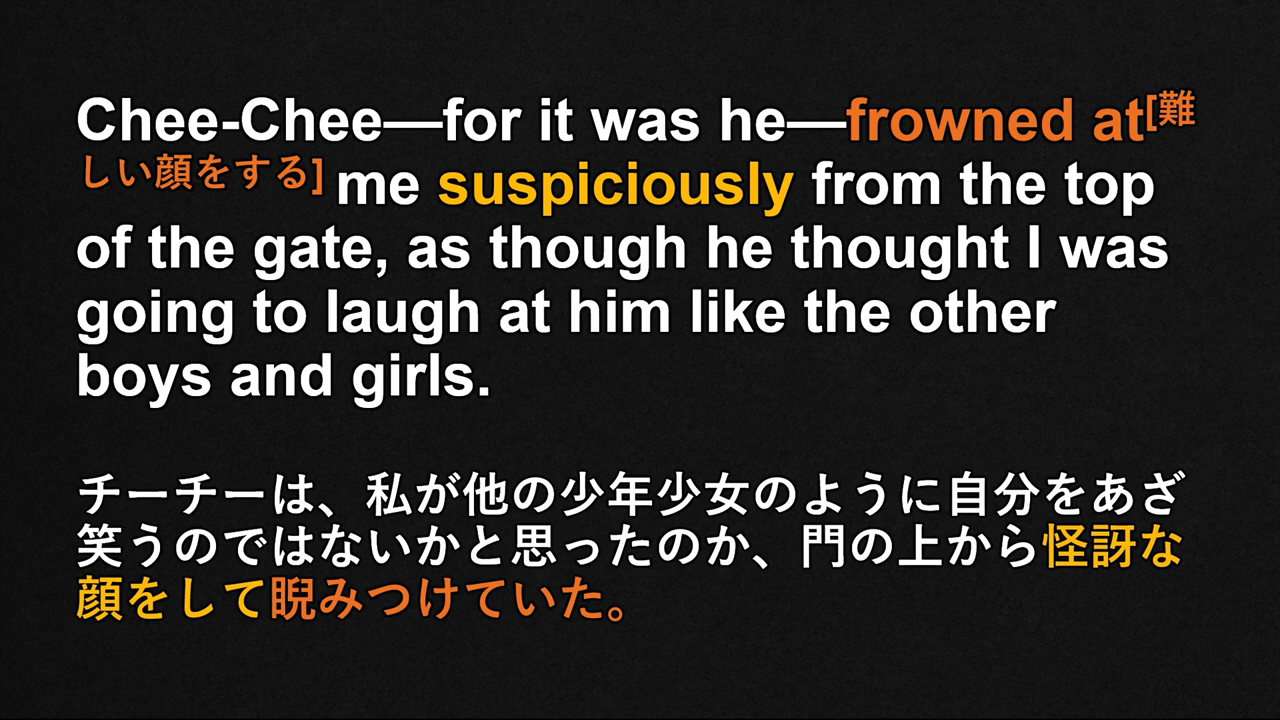 Chee-Chee—for it was he—frowned at[難
しい顔をする] me suspiciously from the top
of the gate, as though he thought I was
going to laugh at him like the other
boys and girls.
チーチーは、私が他の少年少女のように自分をあざ
笑うのではないかと思ったのか、門の上から怪訝な
顔をして睨みつけていた。